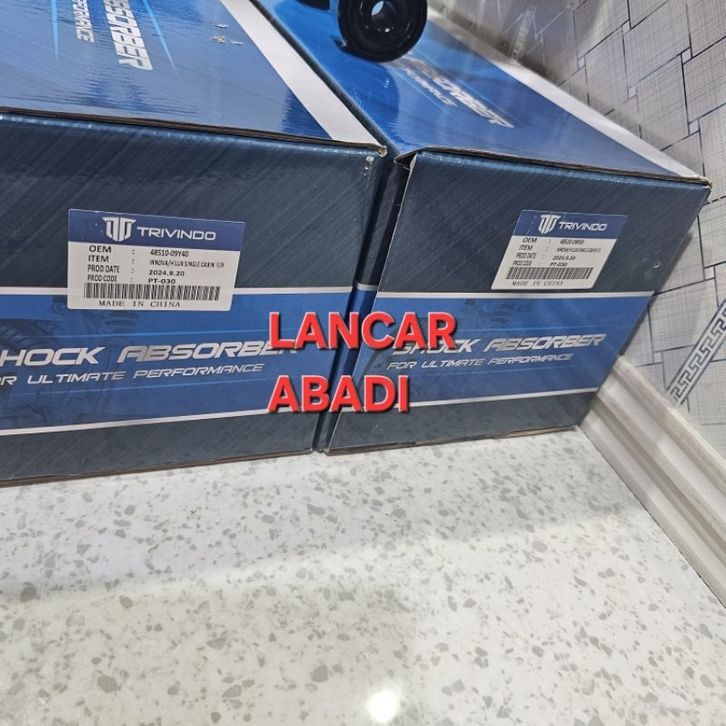 ABSORBER
PERFORMANCE
TRIVINDO
OEM : 48510-09Y40
ITEM : INNOVA/HILUX SINGLE CABIN F/R
PROD DATE : 2024.9.20
PROD CODE : PT-030
MADE IN CHINA
SHOCK ABSORBER
FOR ULTIMATE PERFORMANCE
TRIVINDO
OEM :
ITEM :
PROD DATE : 2024.9.20
PROD CODE : PT-030
MADE IN CHINA
SHOCK ABSORBER
FOR ULTIMATE PERFORMANCE
LANCAR
ABADI